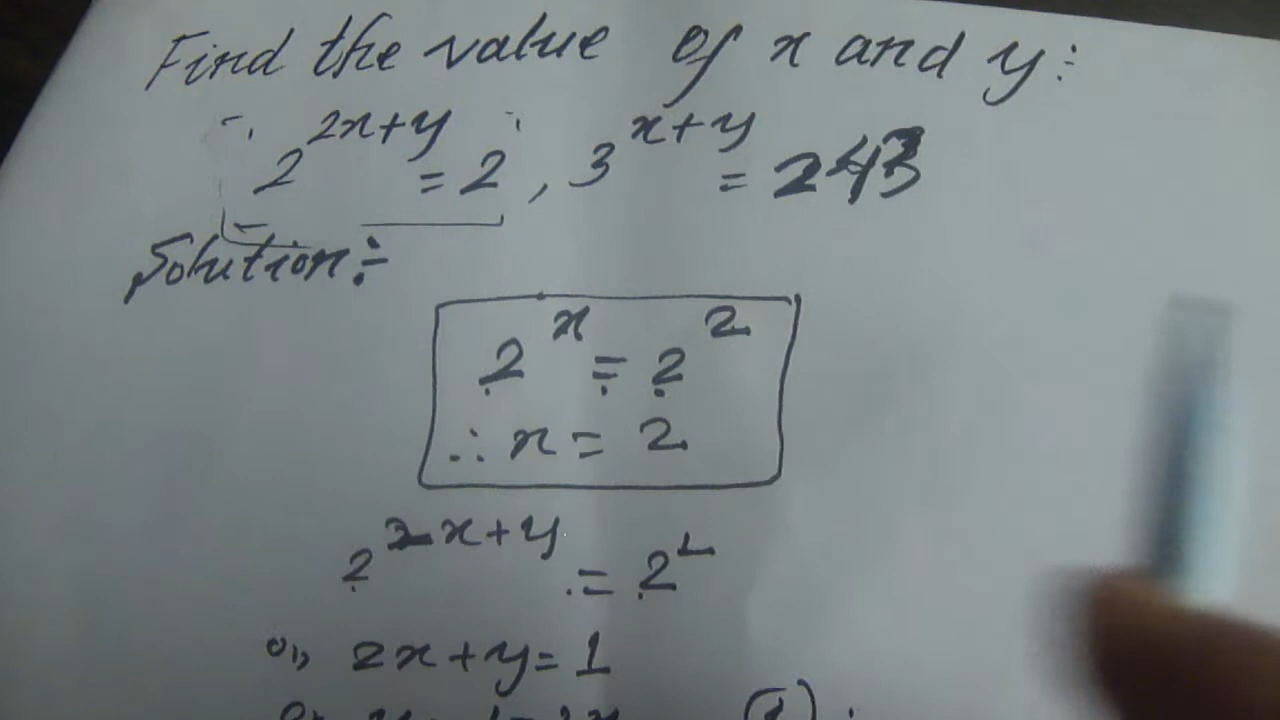 Find the value of x and y:
2^{2x+y} = 2, 3^{x+y} = 243
Solution:
2^x = 2^2
∴ x = 2
2^{2x+y} = 2^1
or, 2x+y=1